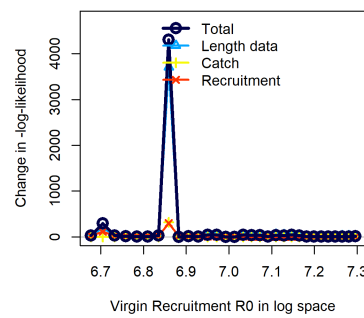 Total
Length data
Catch
Recruitment
Change in -log-likelihood
4000
3000
2000
1000
0
6.7 6.8 6.9 7.0 7.1 7.2 7.3
Virgin Recruitment R0 in log space